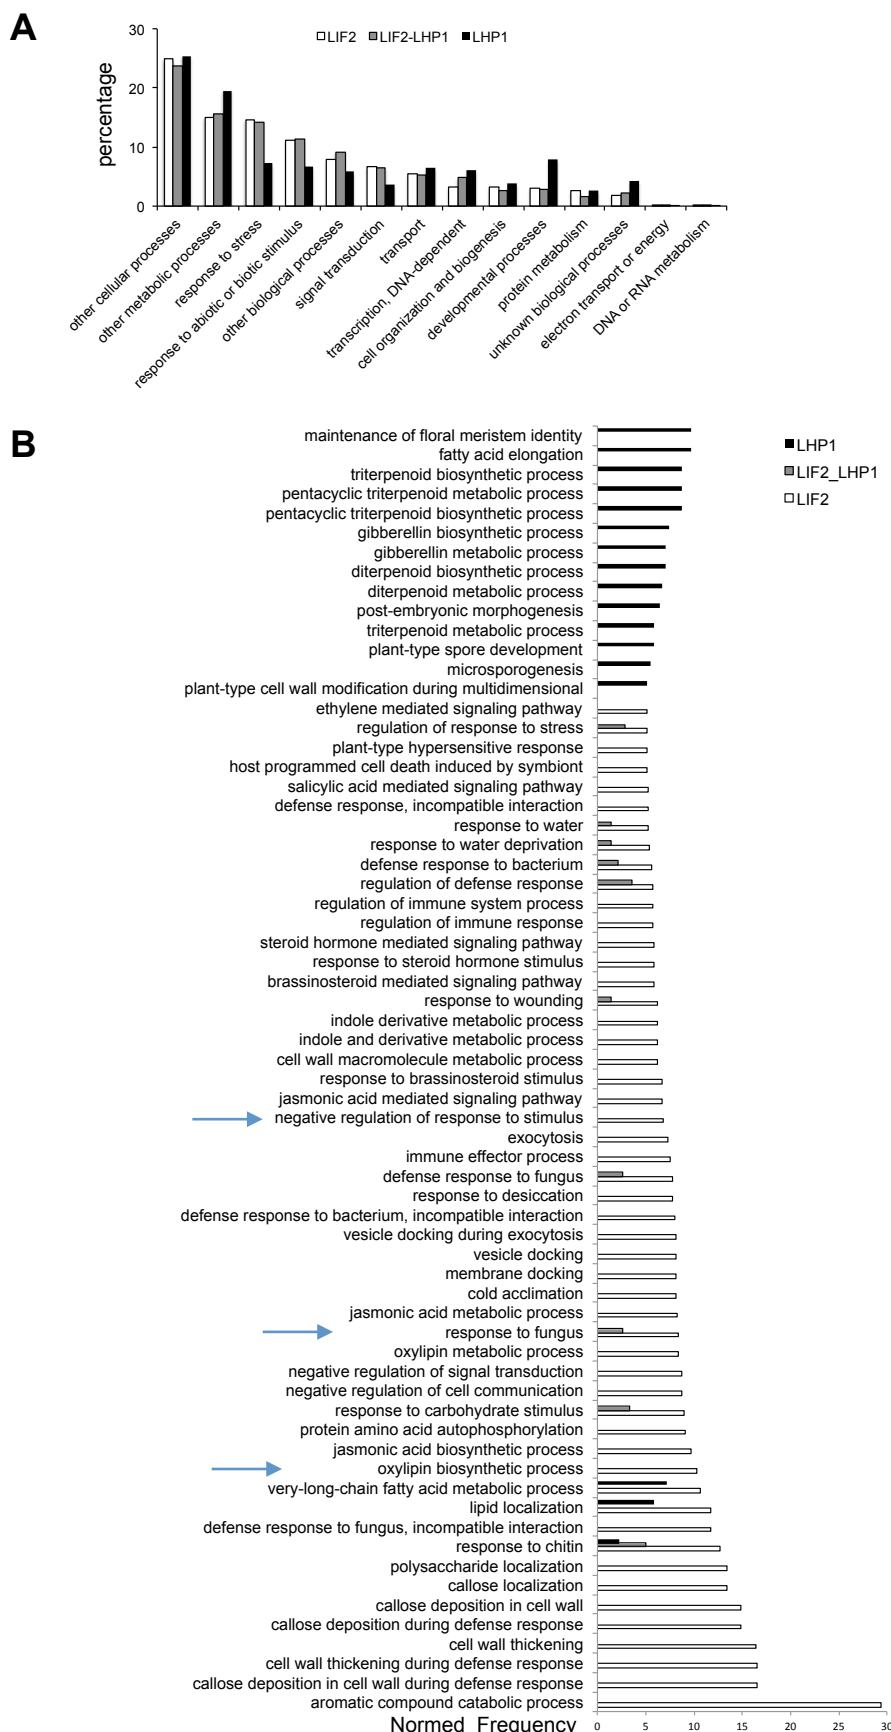 A
30
20
10
0
percentage
LIF2 LIF2-LHP1 LHP1
other cellular processes
other metabolic processes
response to stress
response to abiotic or biotic stimulus
other biological processes
signal transduction
transport
transcription, DNA-dependent
cell organization and biogenesis
developmental processes
protein metabolism
unknown biological processes
electron transport or energy
DNA or RNA metabolism
B
LHP1
LIF2_LHP1
LIF2
maintenance of floral meristem identity
fatty acid elongation
triterpenoid biosynthetic process
pentacyclic triterpenoid metabolic process
pentacyclic triterpenoid biosynthetic process
gibberellin biosynthetic process
gibberellin metabolic process
diterpenoid biosynthetic process
diterpenoid metabolic process
post-embryonic morphogenesis
triterpenoid metabolic process
plant-type spore development
microsporogenesis
plant-type cell wall modification during multidimensional
ethylene mediated signaling pathway
regulation of response to stress
plant-type hypersensitive response
host programmed cell death induced by symbiont
salicylic acid mediated signaling pathway
defense response, incompatible interaction
response to water
response to water deprivation
defense response to bacterium
regulation of defense response
regulation of immune system process
regulation of immune response
steroid hormone mediated signaling pathway
response to steroid hormone stimulus
brassinosteroid mediated signaling pathway
response to wounding
indole derivative metabolic process
indole and derivative metabolic process
cell wall macromolecule metabolic process
response to brassinosteroid stimulus
jasmonic acid mediated signaling pathway
negative regulation of response to stimulus
exocytosis
immune effector process
defense response to fungus
response to desiccation
defense response to bacterium, incompatible interaction
vesicle docking during exocytosis
vesicle docking
membrane docking
cold acclimation
jasmonic acid metabolic process
response to fungus
oxylipin metabolic process
negative regulation of signal transduction
negative regulation of cell communication
response to carbohydrate stimulus
protein amino acid autophosphorylation
jasmonic acid biosynthetic process
oxylipin biosynthetic process
very-long-chain fatty acid metabolic process
lipid localization
defense response to fungus, incompatible interaction
response to chitin
polysaccharide localization
callose localization
callose deposition in cell wall
callose deposition during defense response
cell wall thickening
cell wall thickening during defense response
callose deposition in cell wall during defense response
aromatic compound catabolic process
Normed Frequency 0 5 10 15 20 25 30